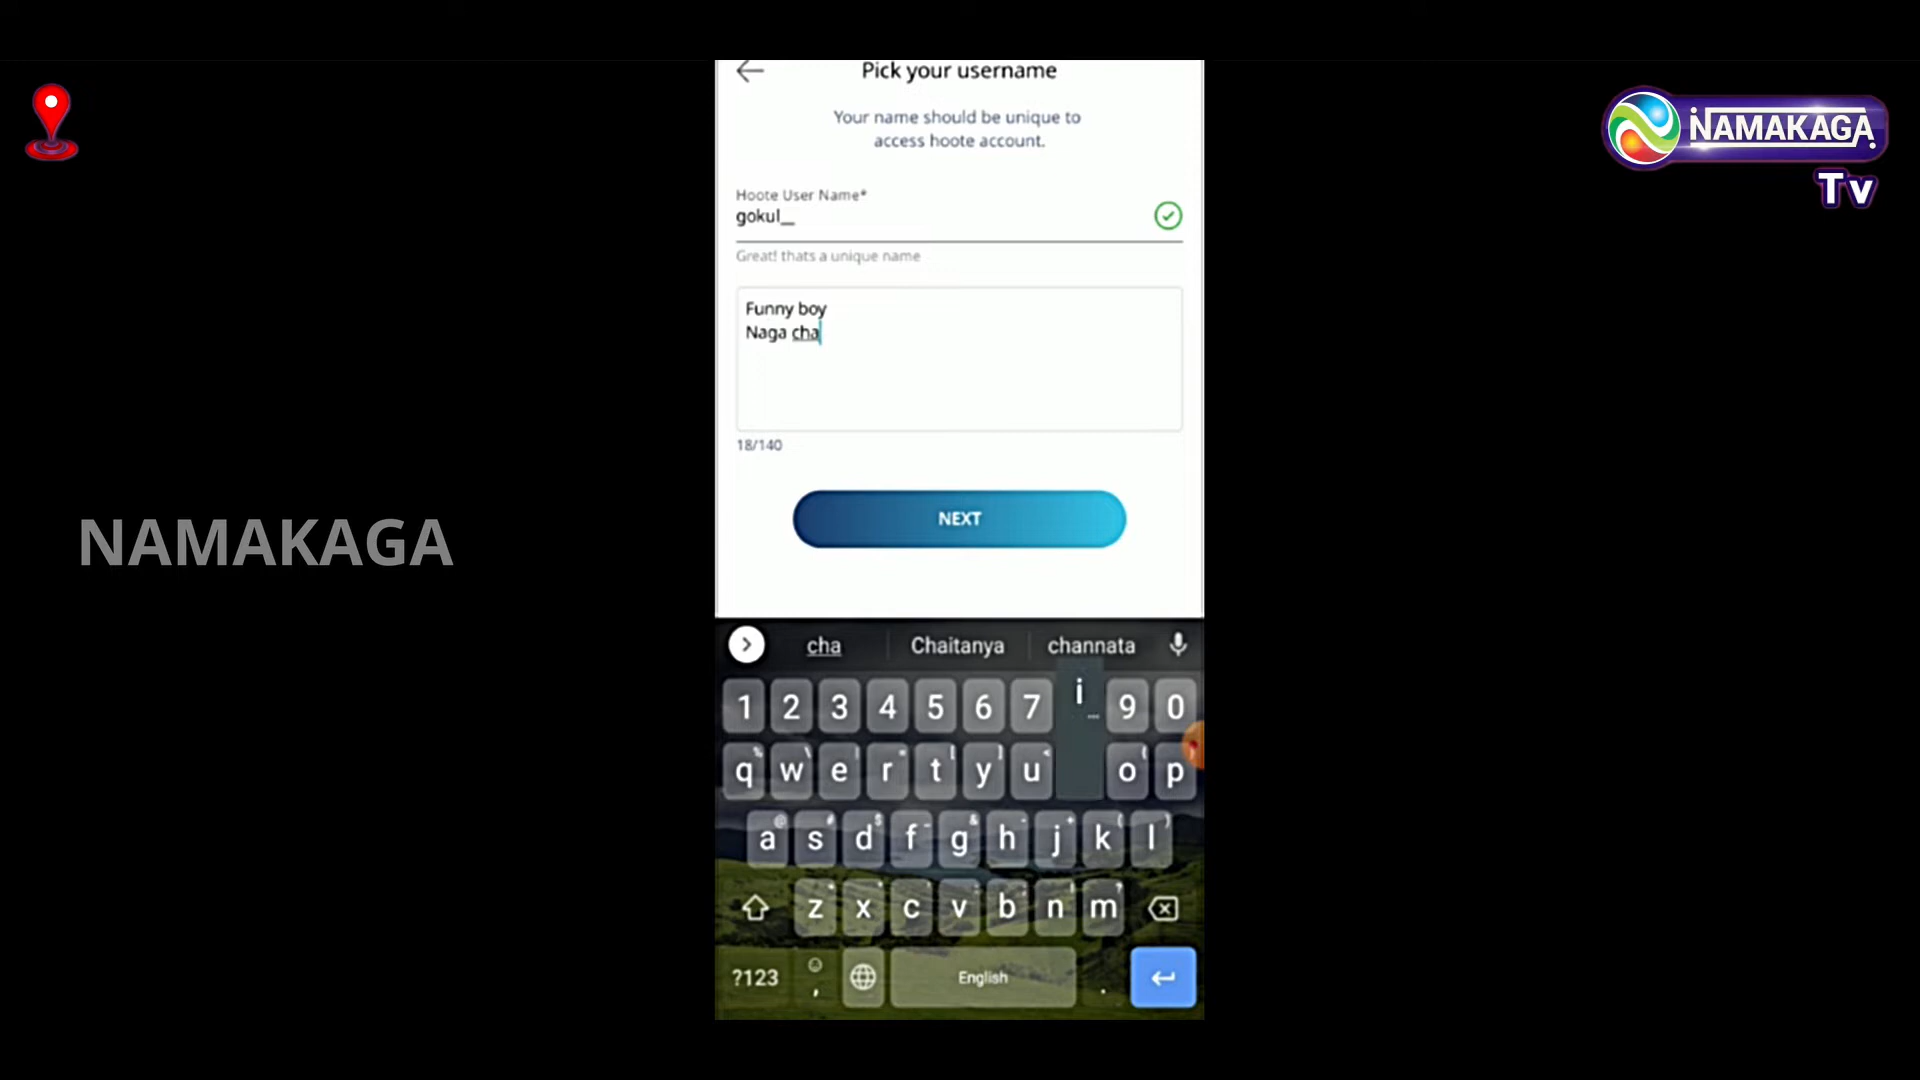 Pick your username
Your name should be unique to
access hoote account.
Hoote User Name*
gokul__
Great! thats a unique name
Funny boy
Naga cha
18/140
NEXT
cha Chaitanya channata
1 2 3 4 5 6 7 i 9 0
q w e r t y u o p
a s d f g h j k l
z x c v b n m
?123 , English .
NAMAKAGA
NAMAKAGA
Tv